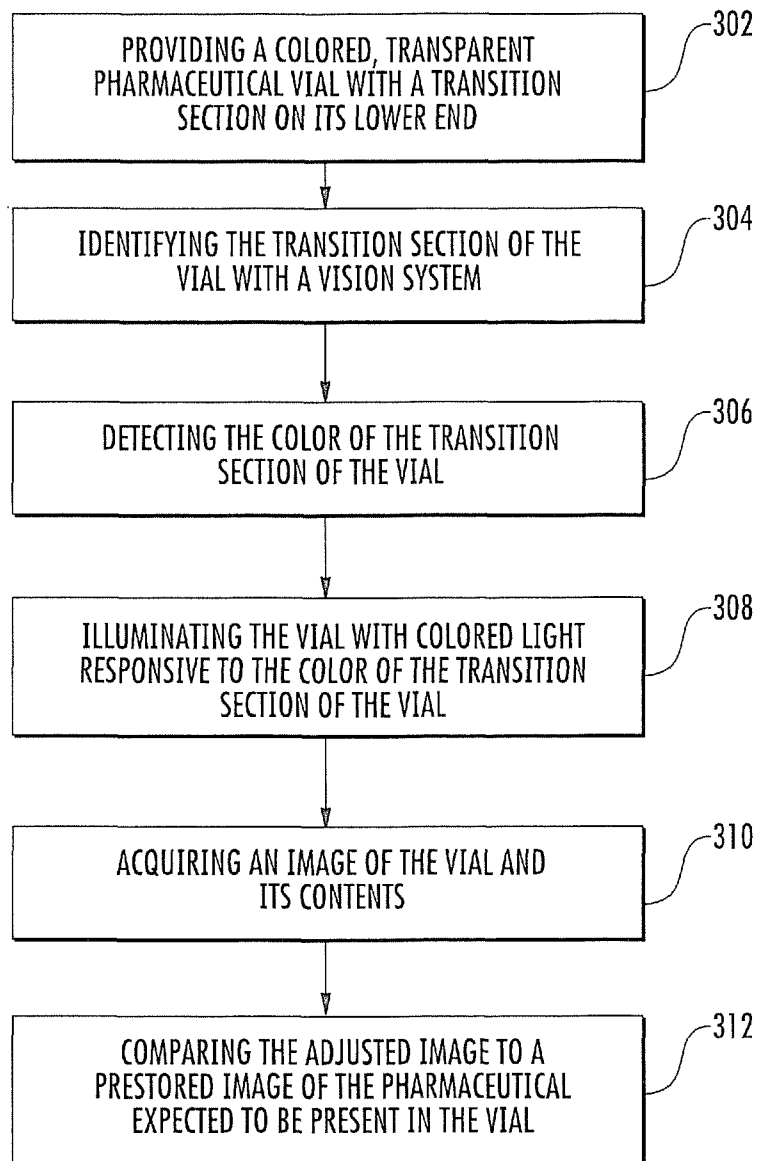 302
PROVIDING A COLORED, TRANSPARENT
PHARMACEUTICAL VIAL WITH A TRANSITION
SECTION ON ITS LOWER END
304
IDENTIFYING THE TRANSITION SECTION OF THE
VIAL WITH A VISION SYSTEM
306
DETECTING THE COLOR OF THE TRANSITION
SECTION OF THE VIAL
308
ILLUMINATING THE VIAL WITH COLORED LIGHT
RESPONSIVE TO THE COLOR OF THE TRANSITION
SECTION OF THE VIAL
310
ACQUIRING AN IMAGE OF THE VIAL AND
ITS CONTENTS
312
COMPARING THE ADJUSTED IMAGE TO A
PRESTORED IMAGE OF THE PHARMACEUTICAL
EXPECTED TO BE PRESENT IN THE VIAL